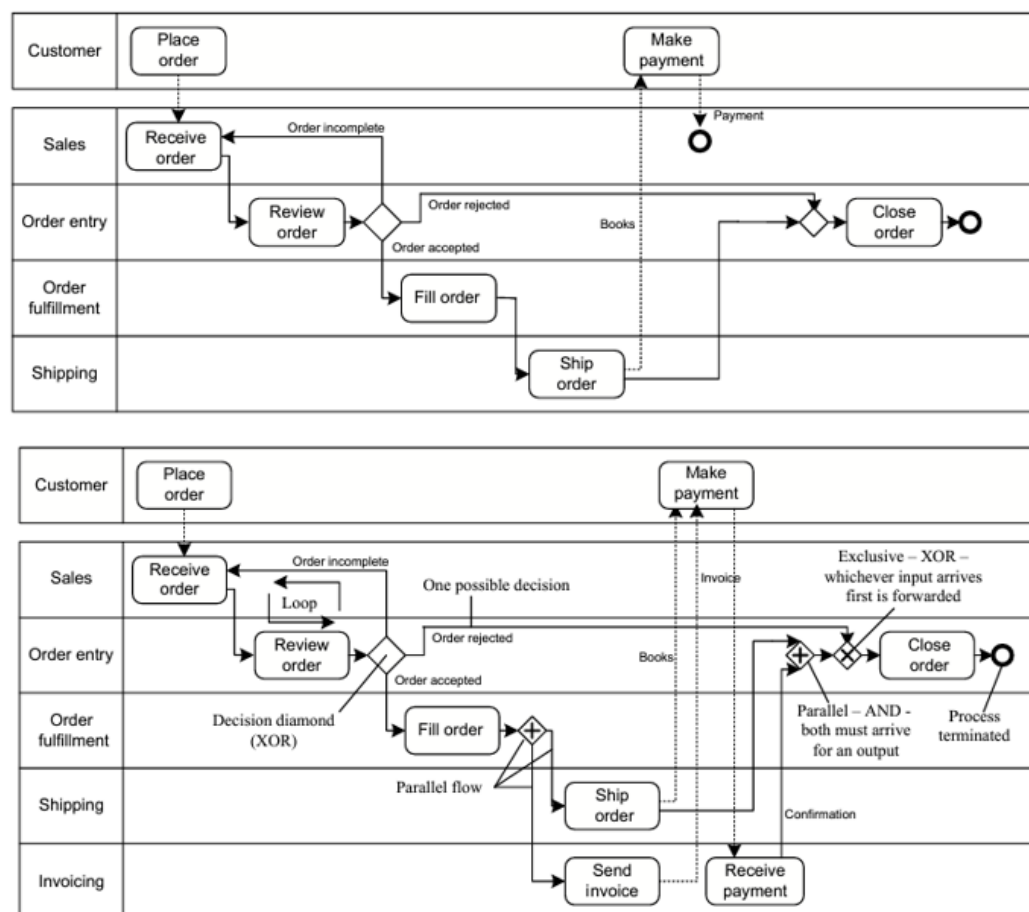 Customer
Place
order
Make
payment
Sales
Receive
order
Order incomplete
Payment
Order entry
Review
order
Order rejected
Order accepted
Books
Close
order
Order
fulfillment
Fill order
Shipping
Ship
order
Customer
Place
order
Make
payment
Sales
Receive
order
Order incomplete
Loop
One possible decision
Invoice
Exclusive – XOR –
whichever input arrives
first is forwarded
Order entry
Review
order
Order rejected
Order accepted
Books
Close
order
Decision diamond
(XOR)
Order
fulfillment
Fill order
Parallel – AND -
both must arrive
for an output
Process
terminated
Parallel flow
Shipping
Ship
order
Confirmation
Invoicing
Send
invoice
Receive
payment